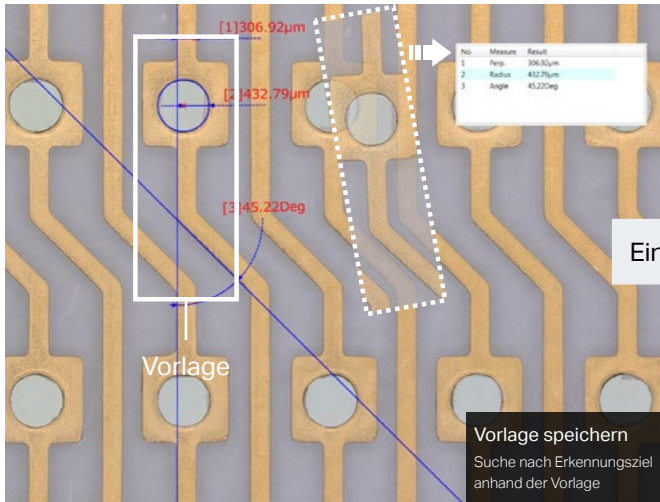 [1]306.92µm
No. Measure Result
1 Perp. 306.92µm
2 Radius 432.79µm
3 Angle 45.22Deg
[2]432.79µm
[3]45.22Deg
Ein
Vorlage
Vorlage speichern
Suche nach Erkennungsziel
anhand der Vorlage